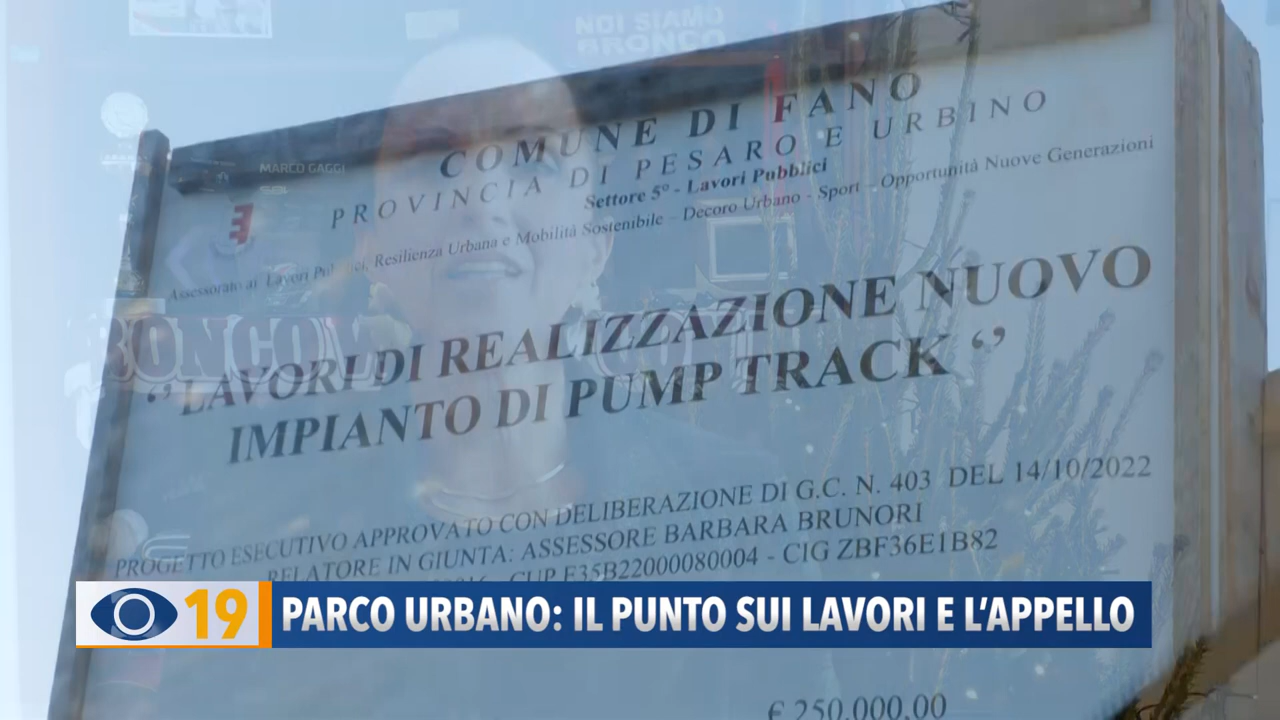 NOI SIAMO
BRONCO
COMUNE DI FANO
PROVINCIA DI PESARO E URBINO
Settore 5° - Lavori Pubblici
MARCO GAGGI
Assessorato ai Lavori Pubblici, Resilienza Urbana e Mobilità Sostenibile – Decoro Urbano - Sport – Opportunità Nuove Generazioni
‘’LAVORI DI REALIZZAZIONE NUOVO
IMPIANTO DI PUMP TRACK ‘’
PROGETTO ESECUTIVO APPROVATO CON DELIBERAZIONE DI G.C. N. 403 DEL 14/10/2022
RELATORE IN GIUNTA: ASSESSORE BARBARA BRUNORI
CUP E35B22000080004 - CIG ZBF36E1B82
19 PARCO URBANO: IL PUNTO SUI LAVORI E L’APPELLO
€ 250.000,00